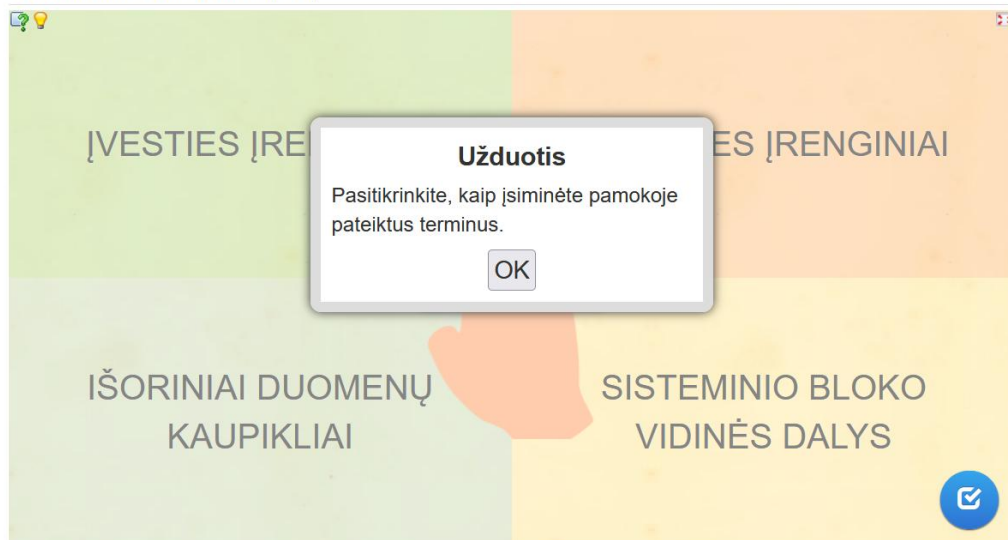 ĮVESTIES ĮRE
ES ĮRENGINIAI
Užduotis
Pasitikrinkite, kaip įsiminėte pamokoje
pateiktus terminus.
OK
IŠORINIAI DUOMENŲ
KAUPIKLIAI
SISTEMINIO BLOKO
VIDINĖS DALYS